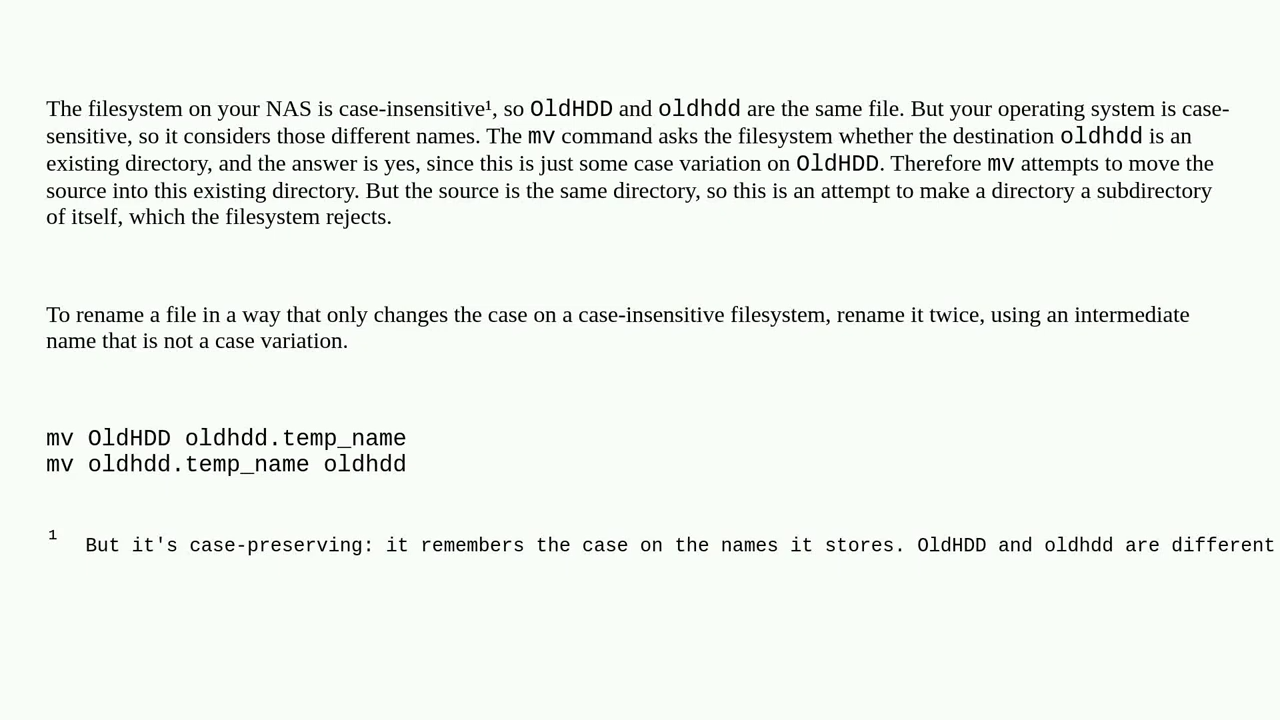 The filesystem on your NAS is case-insensitive¹, so OldHDD and oldhdd are the same file. But your operating system is case-
sensitive, so it considers those different names. The mv command asks the filesystem whether the destination oldhdd is an
existing directory, and the answer is yes, since this is just some case variation on OldHDD. Therefore mv attempts to move the
source into this existing directory. But the source is the same directory, so this is an attempt to make a directory a subdirectory
of itself, which the filesystem rejects.
To rename a file in a way that only changes the case on a case-insensitive filesystem, rename it twice, using an intermediate
name that is not a case variation.
mv OldHDD oldhdd.temp_name
mv oldhdd.temp_name oldhdd
1 But it's case-preserving: it remembers the case on the names it stores. OldHDD and oldhdd are different